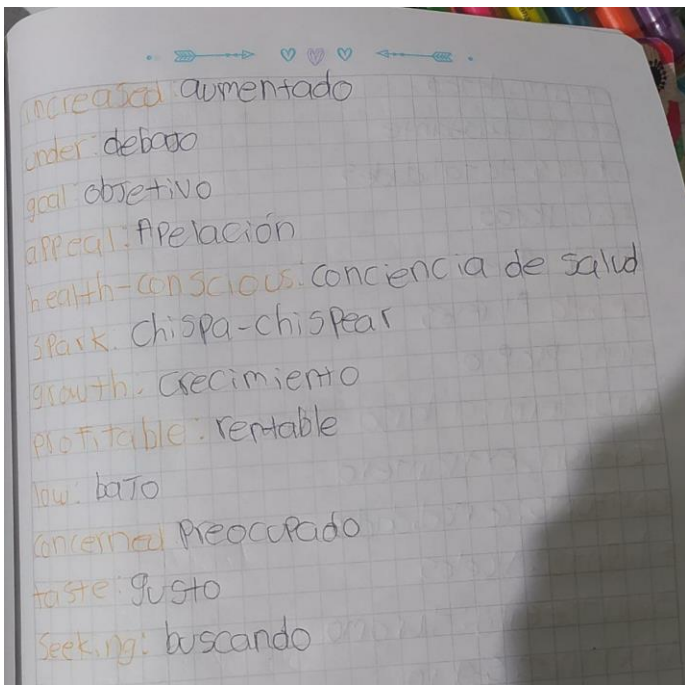 increased: aumentado
under: debajo
goal: objetivo
appeal: Apelación
health-conscious: conciencia de salud
spark: Chispa-chispear
growth: Crecimiento
profitable: rentable
low: bajo
concerned preocupado
taste: gusto
Seeking: buscando